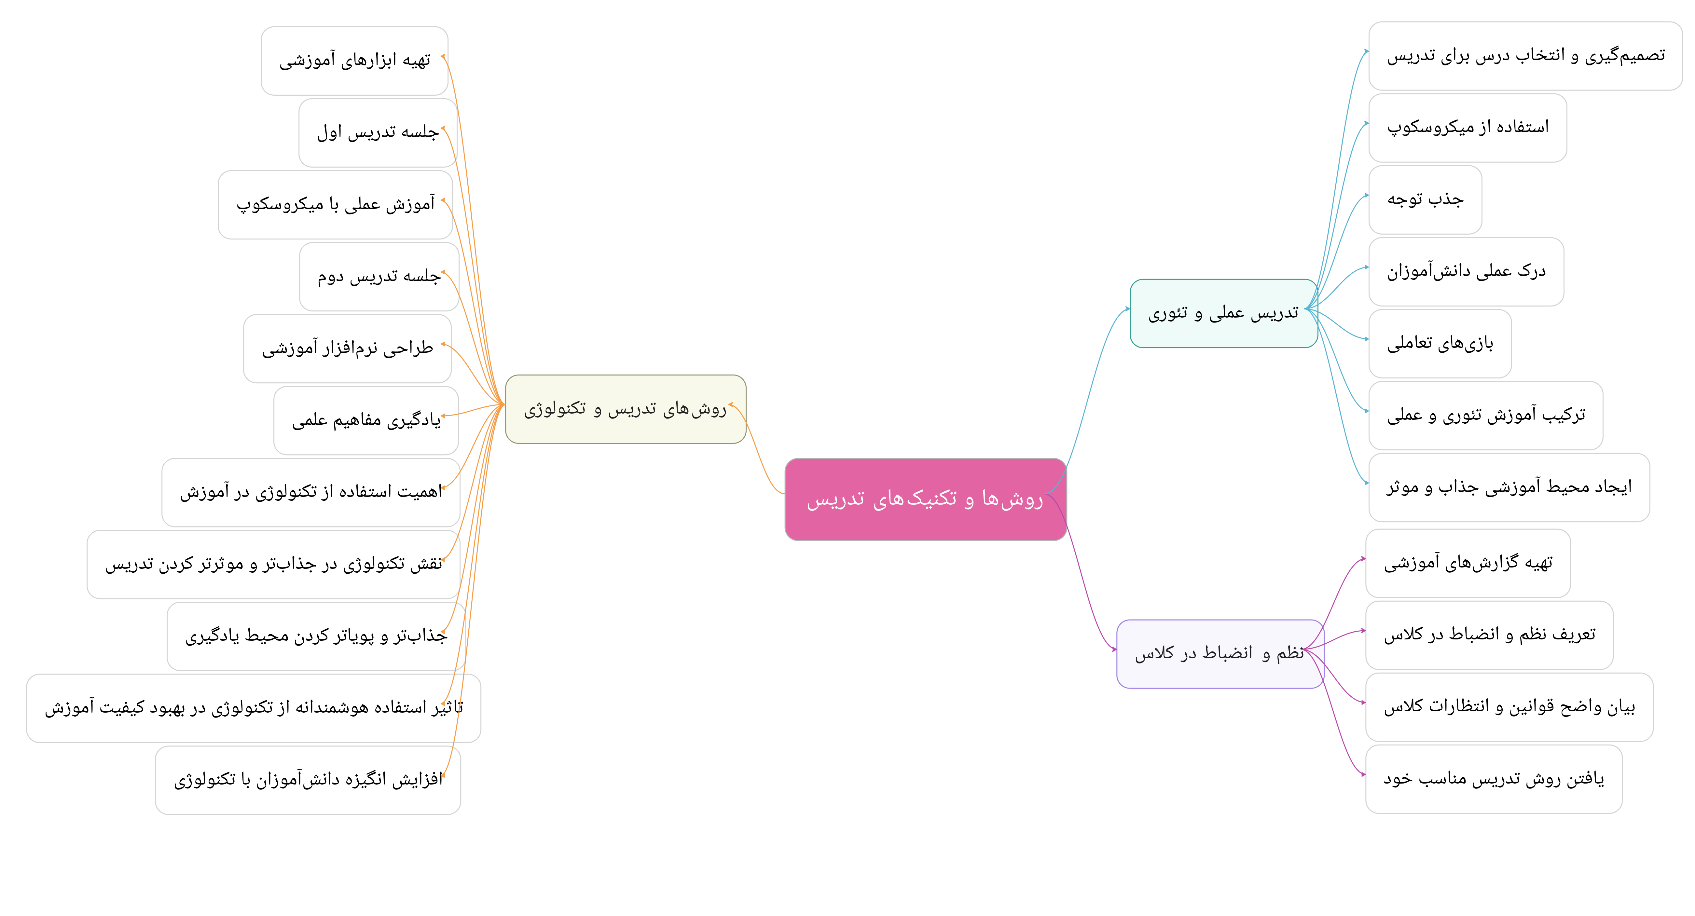 روش‌ها و تکنیک‌های تدریس
تدریس عملی و تئوری
تصمیم‌گیری و انتخاب درس برای تدریس
استفاده از میکروسکوپ
جذب توجه
درک عملی دانش‌آموزان
بازی‌های تعاملی
ترکیب آموزش تئوری و عملی
ایجاد محیط آموزشی جذاب و موثر
نظم و انضباط در کلاس
تهیه گزارش‌های آموزشی
تعریف نظم و انضباط در کلاس
بیان واضح قوانین و انتظارات کلاس
یافتن روش تدریس مناسب خود
روش‌های تدریس و تکنولوژی
تهیه ابزارهای آموزشی
جلسه تدریس اول
آموزش عملی با میکروسکوپ
جلسه تدریس دوم
طراحی نرم‌افزار آموزشی
یادگیری مفاهیم علمی
اهمیت استفاده از تکنولوژی در آموزش
نقش تکنولوژی در جذاب‌تر و موثرتر کردن تدریس
جذاب‌تر و پویاتر کردن محیط یادگیری
تاثیر استفاده هوشمندانه از تکنولوژی در بهبود کیفیت آموزش
افزایش انگیزه دانش‌آموزان با تکنولوژی